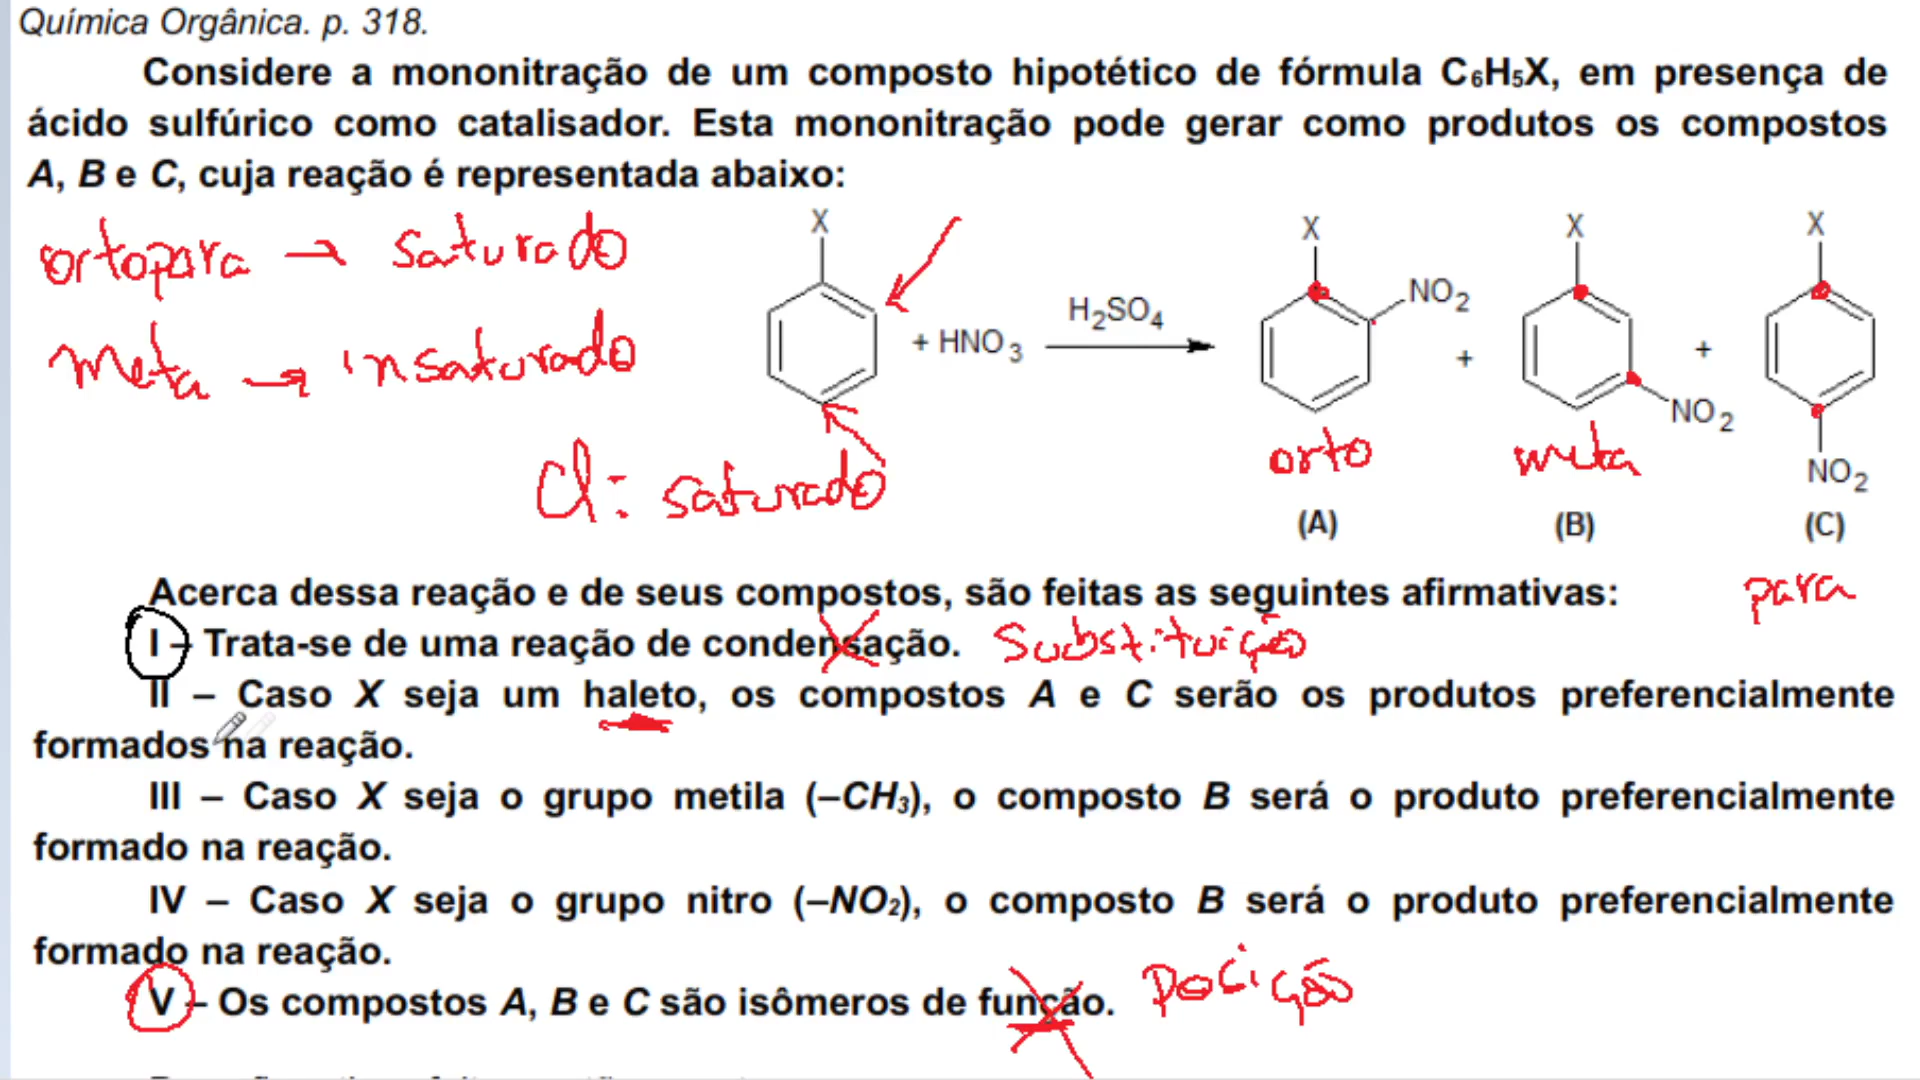 Química Orgânica. p. 318.
Considere a mononitração de um composto hipotético de fórmula C₆H₅X, em presença de
ácido sulfúrico como catalisador. Esta mononitração pode gerar como produtos os compostos
A, B e C, cuja reação é representada abaixo:
ortopara → saturado
meta → insaturado
Cl: saturado
X
+ HNO₃
H₂SO₄
X
NO₂
orto
(A)
+
X
NO₂
meta
(B)
+
X
NO₂
(C)
para
Acerca dessa reação e de seus compostos, são feitas as seguintes afirmativas:
I – Trata-se de uma reação de condensação. Substituição
II – Caso X seja um haleto, os compostos A e C serão os produtos preferencialmente
formados na reação.
III – Caso X seja o grupo metila (–CH₃), o composto B será o produto preferencialmente
formado na reação.
IV – Caso X seja o grupo nitro (–NO₂), o composto B será o produto preferencialmente
formado na reação.
V – Os compostos A, B e C são isômeros de função. Posição